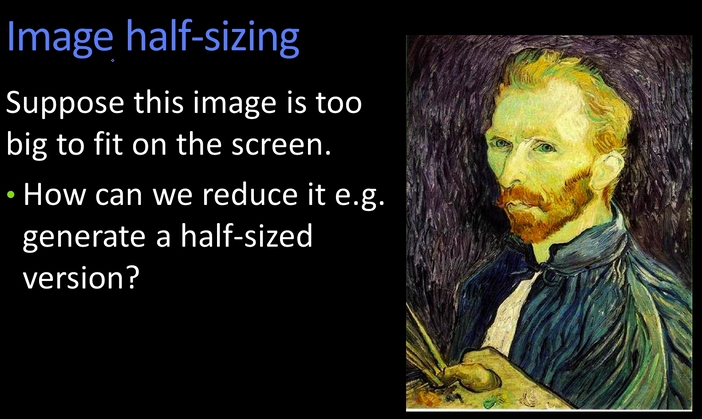 Image half-sizing
Suppose this image is too
big to fit on the screen.
• How can we reduce it e.g.
generate a half-sized
version?